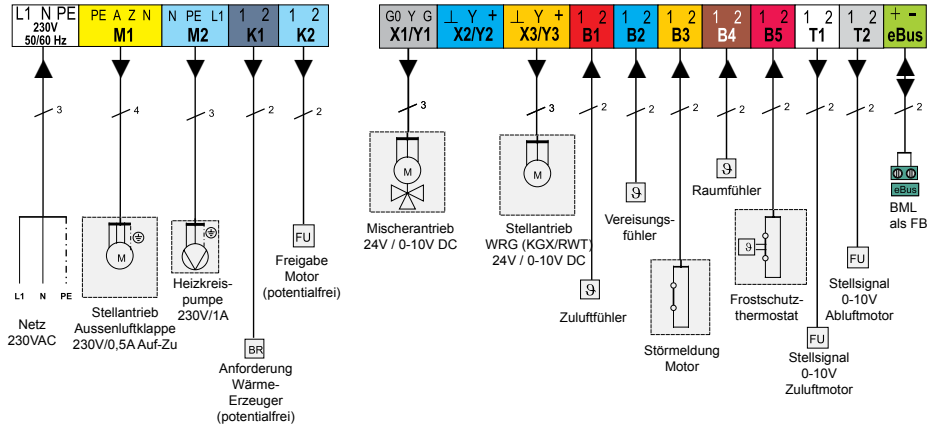 L1 N PE
230V
50/60 Hz
PE A Z N
M1
N PE L1
M2
1 2
K1
1 2
K2
G0 Y G
X1/Y1
⊥ Y +
X2/Y2
⊥ Y +
X3/Y3
1 2
B1
1 2
B2
1 2
B3
1 2
B4
1 2
B5
1 2
T1
1 2
T2
+ -
eBus
3
4
3
2
2
3
3
2
2
2
2
2
2
2
2
L1 N PE
Netz
230VAC
M
Stellantrieb
Aussenluftklappe
230V/0,5A Auf-Zu
Heizkreis-
pumpe
230V/1A
BR
Anforderung
Wärme-
Erzeuger
(potentialfrei)
FU
Freigabe
Motor
(potentialfrei)
M
Mischerantrieb
24V / 0-10V DC
M
Stellantrieb
WRG (KGX/RWT)
24V / 0-10V DC
ϑ
Zuluftfühler
ϑ
Vereisungs-
fühler
Störmeldung
Motor
ϑ
Raumfühler
ϑ
Frostschutz-
thermostat
FU
Stellsignal
0-10V
Zuluftmotor
FU
Stellsignal
0-10V
Abluftmotor
eBus
BML
als FB